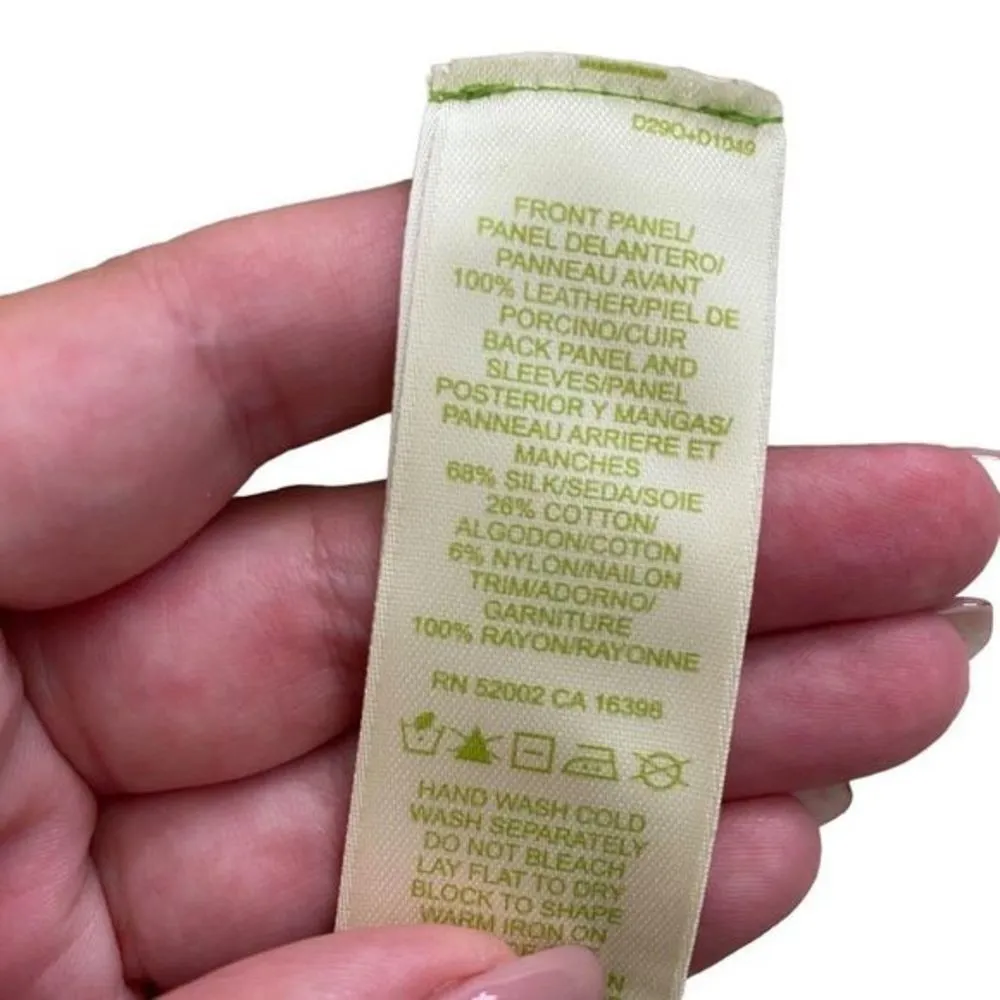 D290+D1049
FRONT PANEL/
PANEL DELANTERO/
PANNEAU AVANT
100% LEATHER/PIEL DE
PORCINO/CUIR
BACK PANEL AND
SLEEVES/PANEL
POSTERIOR Y MANGAS/
PANNEAU ARRIERE ET
MANCHES
68% SILK/SEDA/SOIE
26% COTTON/
ALGODON/COTON
6% NYLON/NAILON
TRIM/ADORNO/
GARNITURE
100% RAYON/RAYONNE
RN 52002 CA 16396
HAND WASH COLD
WASH SEPARATELY
DO NOT BLEACH
LAY FLAT TO DRY
BLOCK TO SHAPE
WARM IRON ON